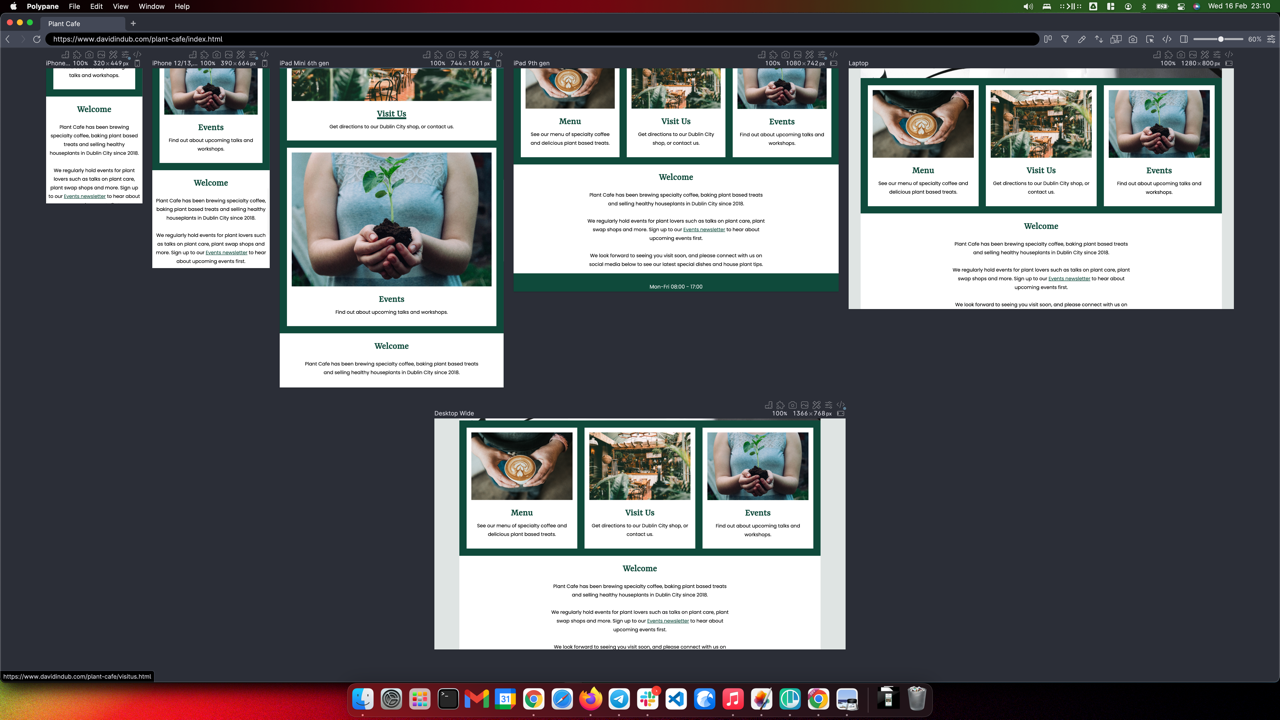 Polypane File Edit View Window Help
Wed 16 Feb 23:10
Plant Cafe
https://www.davidindub.com/plant-cafe/index.html
60%
iPhone... 100% 320 x 449 px
texts and workshops.
Welcome
Plant Cafe has been brewing
specialty coffee, baking plant based
treats and selling healthy
houseplants in Dublin City since 2018.
We regularly hold events for plant
lovers such as talks on plant care,
plant swap shops and more. Sign up
to our Events newsletter to hear about
iPhone 12/13,... 100% 390 x 664 px
Events
Find out about upcoming talks and
workshops.
Welcome
Plant Cafe has been brewing specialty coffee,
baking plant based treats and selling healthy
houseplants in Dublin City since 2018.
We regularly hold events for plant lovers such
as talks on plant care, plant swap shops and
more. Sign up to our Events newsletter to hear
about upcoming events first.
iPad Mini 6th gen 100% 744 x 1061 px
Visit Us
Get directions to our Dublin City shop, or contact us.
Events
Find out about upcoming talks and workshops.
Welcome
Plant Cafe has been brewing specialty coffee, baking plant based treats
and selling healthy houseplants in Dublin City since 2018.
iPad 9th gen 100% 1080 x 742 px
Menu
See our menu of specialty coffee
and delicious plant based treats.
Visit Us
Get directions to our Dublin City
shop, or contact us.
Events
Find out about upcoming talks and
workshops.
Welcome
Plant Cafe has been brewing specialty coffee, baking plant based treats
and selling healthy houseplants in Dublin City since 2018.
We regularly hold events for plant lovers such as talks on plant care, plant
swap shops and more. Sign up to our Events newsletter to hear about
upcoming events first.
We look forward to seeing you visit soon, and please connect with us on
social media below to see our latest special dishes and house plant tips.
Mon-Fri 08:00 - 17:00
Laptop 100% 1280 x 800 px
Menu
See our menu of specialty coffee and
delicious plant based treats.
Visit Us
Get directions to our Dublin City shop, or
contact us.
Events
Find out about upcoming talks and
workshops.
Welcome
Plant Cafe has been brewing specialty coffee, baking plant based treats
and selling healthy houseplants in Dublin City since 2018.
We regularly hold events for plant lovers such as talks on plant care, plant
swap shops and more. Sign up to our Events newsletter to hear about
upcoming events first.
We look forward to seeing you visit soon, and please connect with us on
Desktop Wide 100% 1366 x 768 px
Menu
See our menu of specialty coffee and
delicious plant based treats.
Visit Us
Get directions to our Dublin City shop, or
contact us.
Events
Find out about upcoming talks and
workshops.
Welcome
Plant Cafe has been brewing specialty coffee, baking plant based treats
and selling healthy houseplants in Dublin City since 2018.
We regularly hold events for plant lovers such as talks on plant care, plant
swap shops and more. Sign up to our Events newsletter to hear about
upcoming events first.
We look forward to seeing you visit soon, and please connect with us on
https://www.davidindub.com/plant-cafe/visitus.html
31